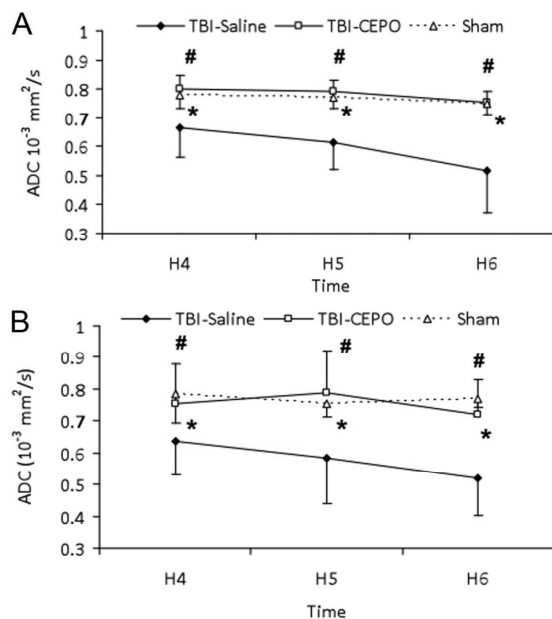 A
TBI-Saline TBI-CEPO Sham
1
0.9
0.8
0.7
0.6
0.5
0.4
0.3
ADC 10⁻³ mm²/s
# # #
* * *
H4 H5 H6
Time
B
TBI-Saline TBI-CEPO Sham
1
0.9
0.8
0.7
0.6
0.5
0.4
0.3
ADC (10⁻³ mm²/s)
# # #
* * *
H4 H5 H6
Time